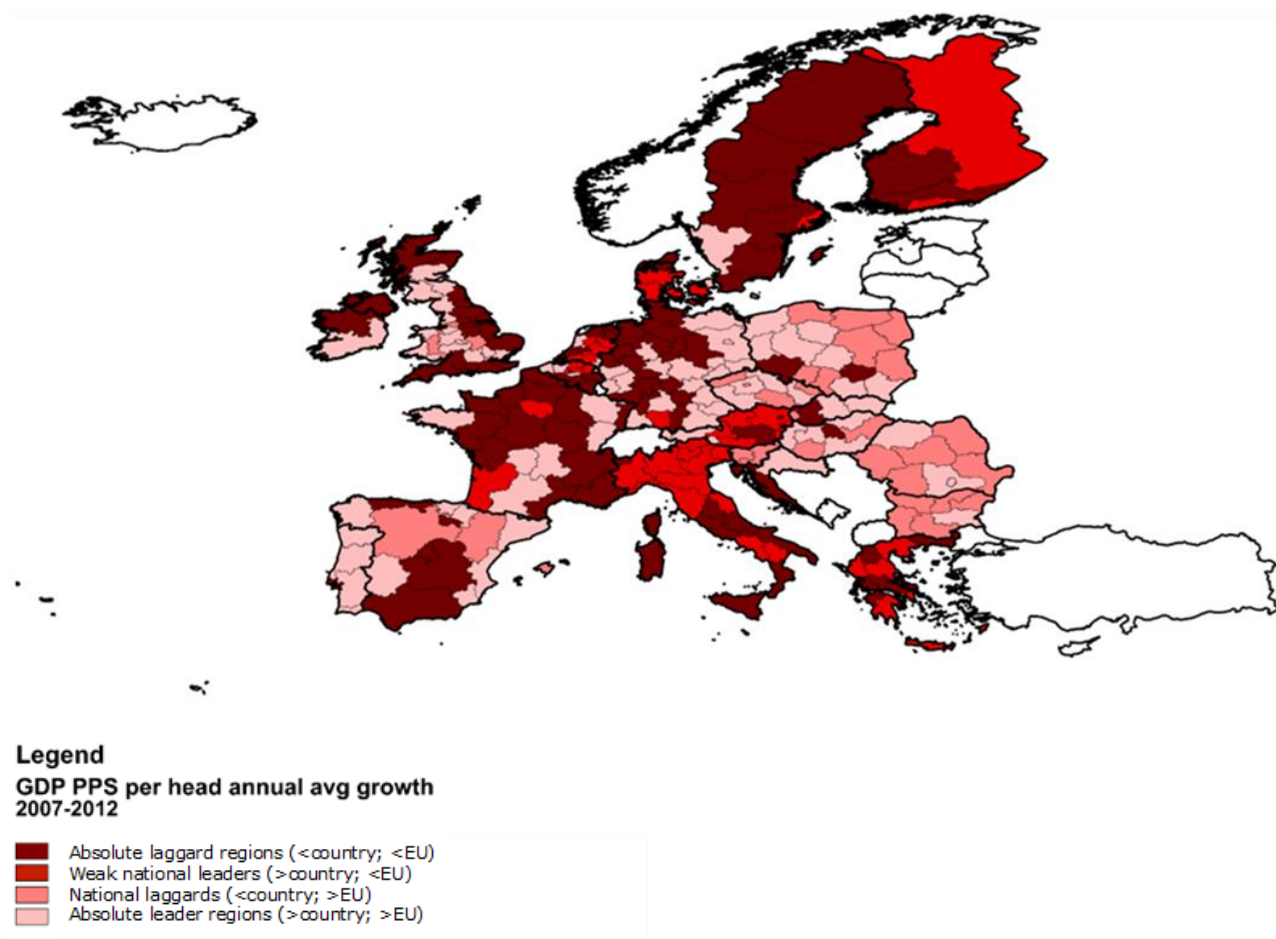 Legend
GDP PPS per head annual avg growth
2007-2012
Absolute laggard regions (<country; <EU)
Weak national leaders (>country; <EU)
National laggards (<country; >EU)
Absolute leader regions (>country; >EU)